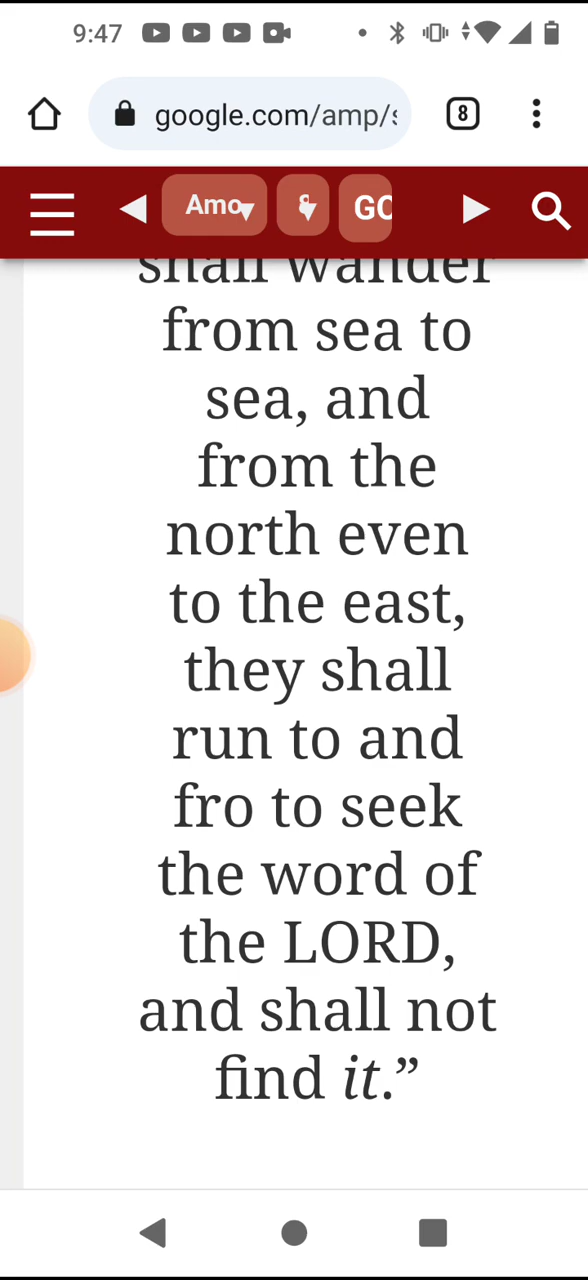 9:47
google.com/amp/
8
Amo
GO
shall wander
from sea to
sea, and
from the
north even
to the east,
they shall
run to and
fro to seek
the word of
the LORD,
and shall not
find it.”